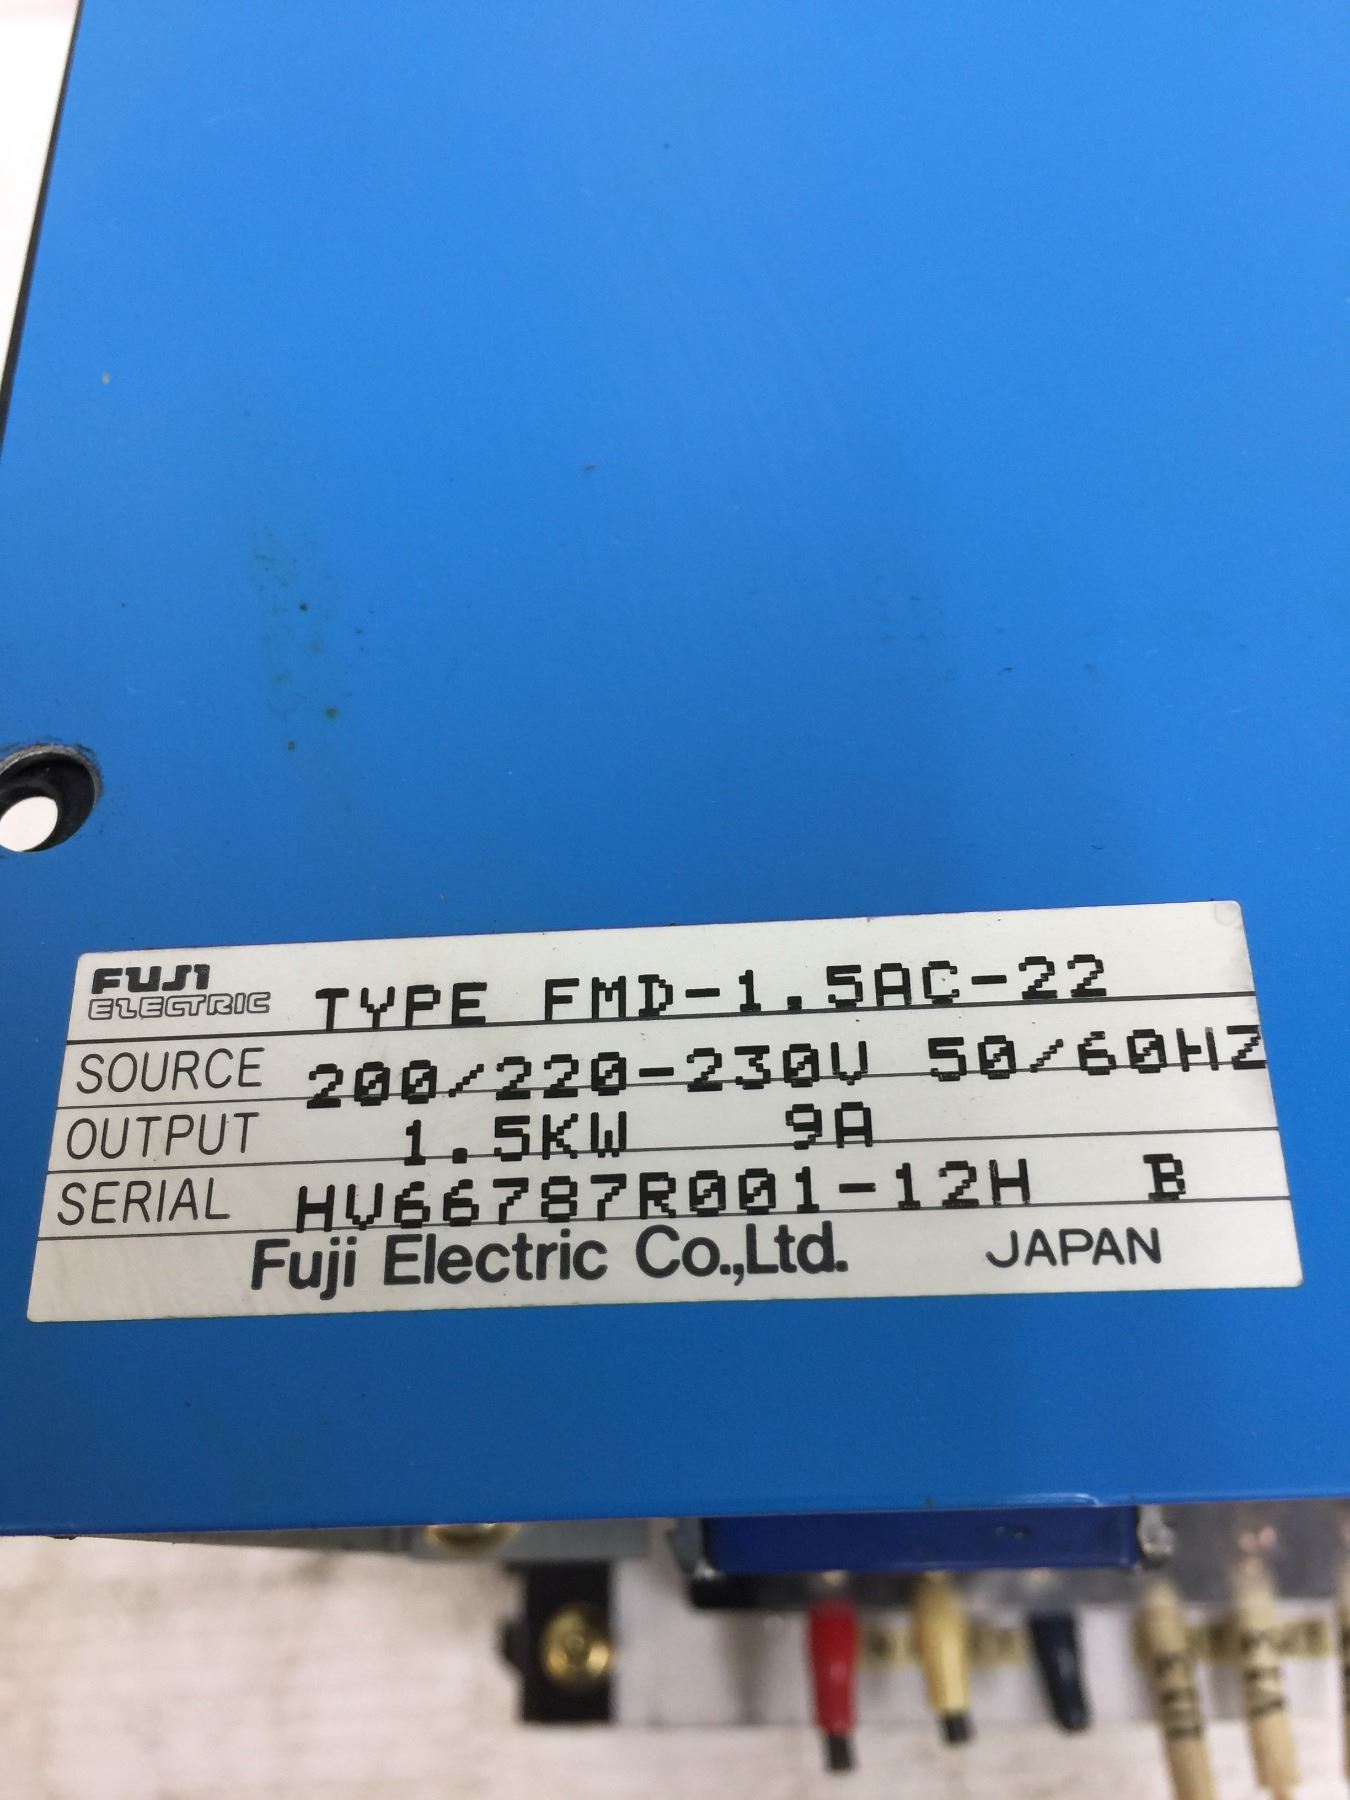 FUJI
ELECTRIC
TYPE FMD-1.5AC-22
SOURCE 200/220-230V 50/60HZ
OUTPUT 1.5KW 9A
SERIAL HV66787R001-12H B
Fuji Electric Co.,Ltd. JAPAN